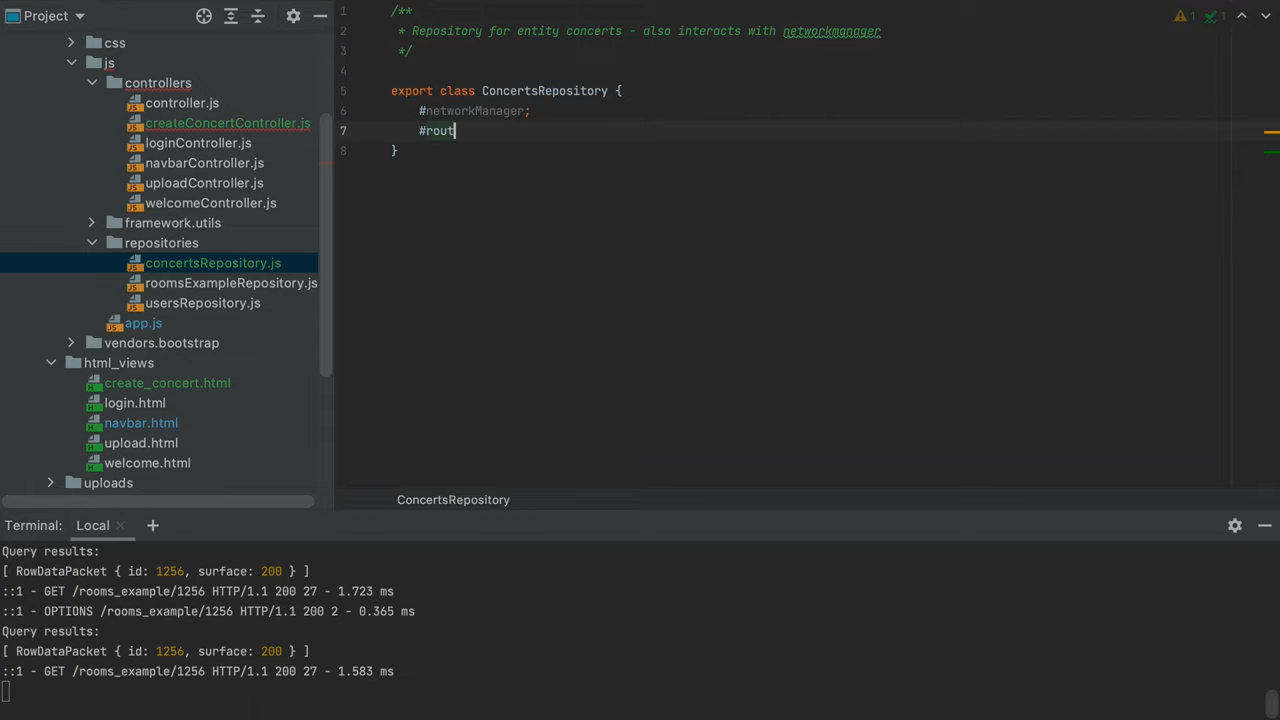 Project
css
js
controllers
controller.js
createConcertController.js
loginController.js
navbarController.js
uploadController.js
welcomeController.js
framework.utils
repositories
concertsRepository.js
roomsExampleRepository.js
usersRepository.js
app.js
vendors.bootstrap
html_views
create_concert.html
login.html
navbar.html
upload.html
welcome.html
uploads
1 /**
2 * Repository for entity concerts - also interacts with networkmanager
3 */
4
5 export class ConcertsRepository {
6 #networkManager;
7 #rout
8 }
1 1
ConcertsRepository
Terminal: Local
Query results:
[ RowDataPacket { id: 1256, surface: 200 } ]
::1 - GET /rooms_example/1256 HTTP/1.1 200 27 - 1.723 ms
::1 - OPTIONS /rooms_example/1256 HTTP/1.1 200 2 - 0.365 ms
Query results:
[ RowDataPacket { id: 1256, surface: 200 } ]
::1 - GET /rooms_example/1256 HTTP/1.1 200 27 - 1.583 ms